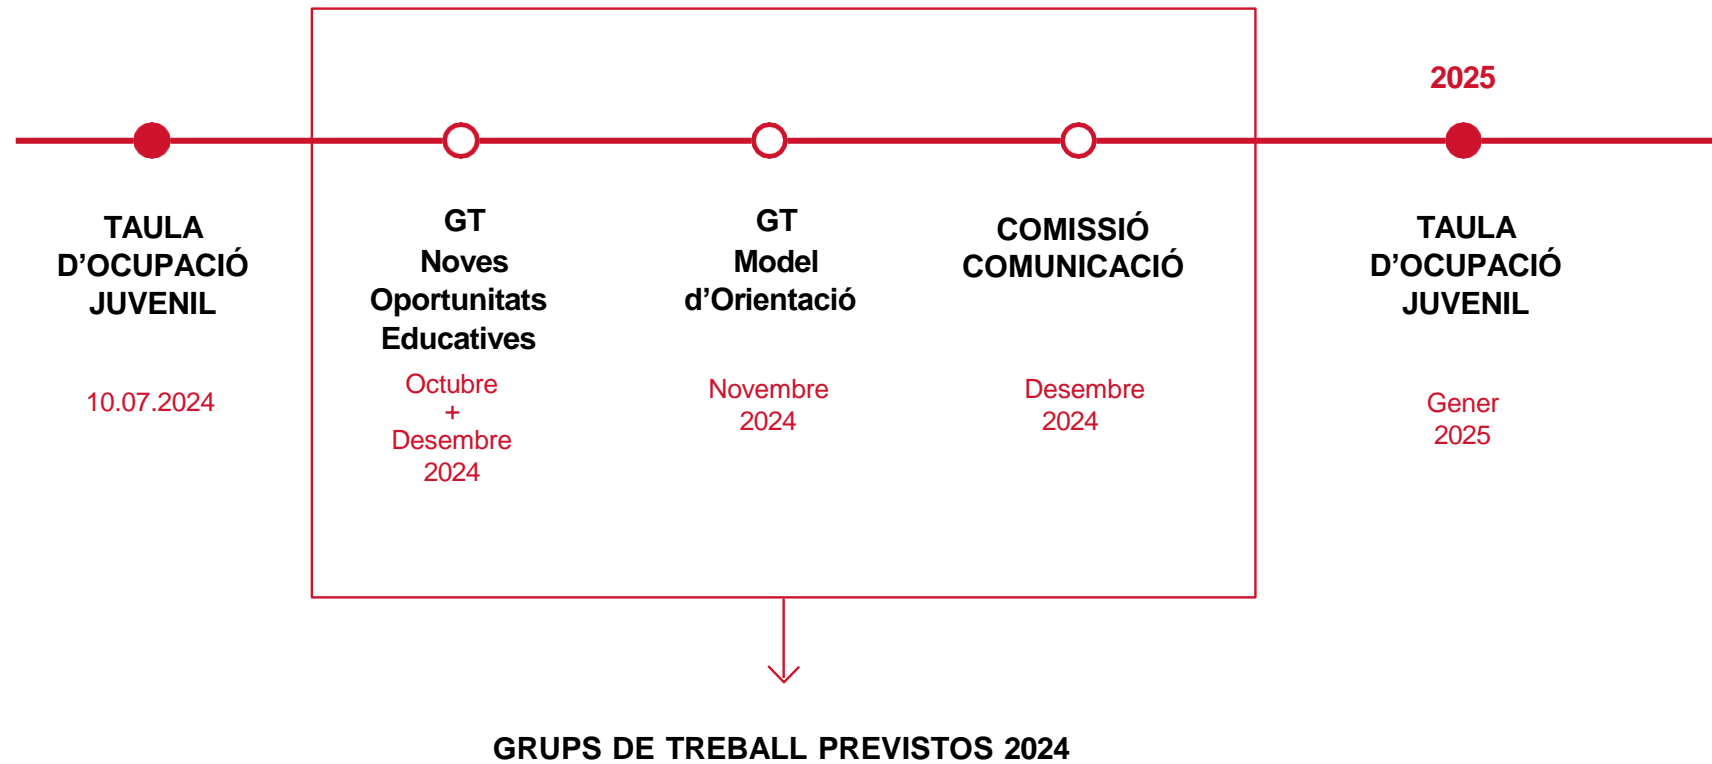 2025
TAULA
D’OCUPACIÓ
JUVENIL
10.07.2024
GT
Noves
Oportunitats
Educatives
Octubre
+
Desembre
2024
GT
Model
d’Orientació
Novembre
2024
COMISSIÓ
COMUNICACIÓ
Desembre
2024
TAULA
D’OCUPACIÓ
JUVENIL
Gener
2025
GRUPS DE TREBALL PREVISTOS 2024